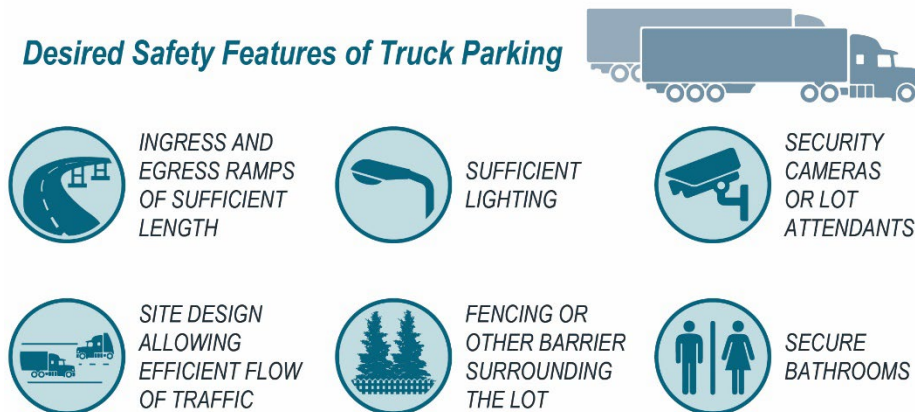 Desired Safety Features of Truck Parking
INGRESS AND
EGRESS RAMPS
OF SUFFICIENT
LENGTH
SUFFICIENT
LIGHTING
SECURITY
CAMERAS
OR LOT
ATTENDANTS
SITE DESIGN
ALLOWING
EFFICIENT FLOW
OF TRAFFIC
FENCING OR
OTHER BARRIER
SURROUNDING
THE LOT
SECURE
BATHROOMS